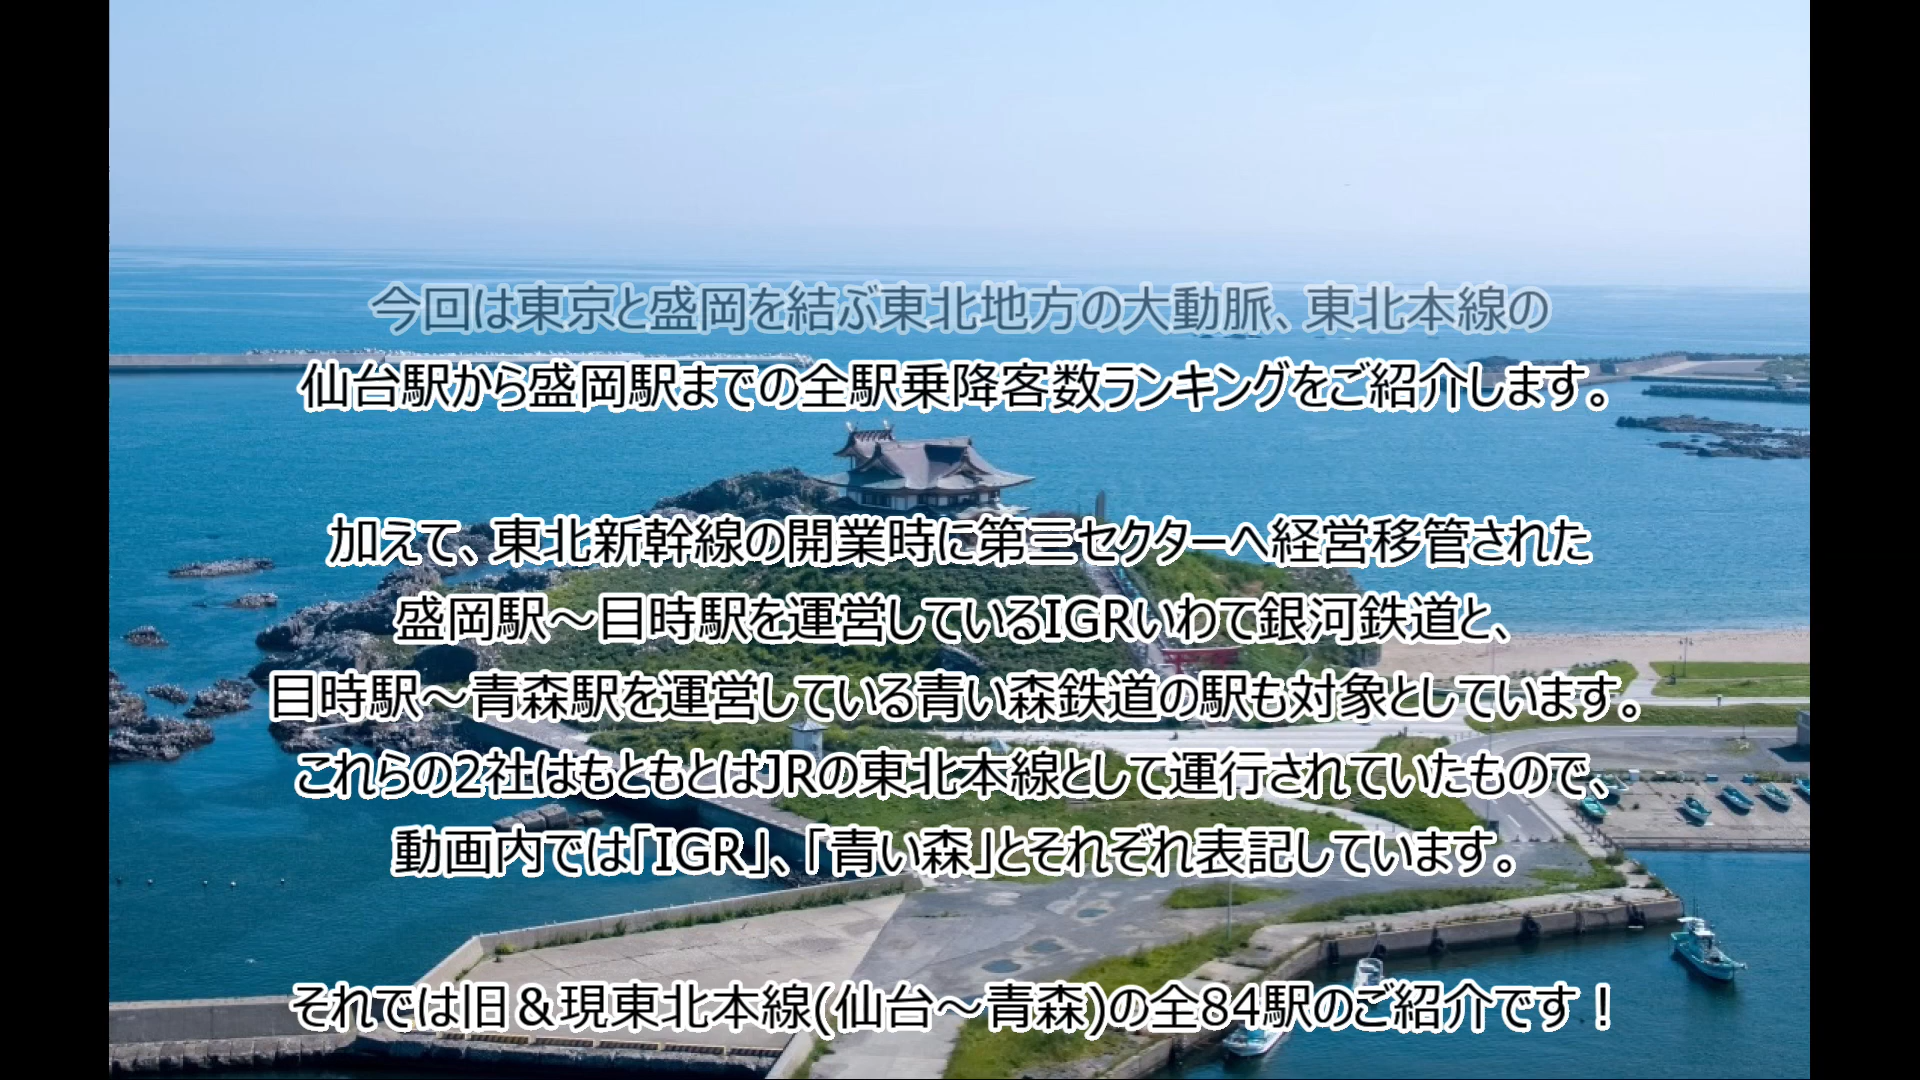 今回は東京と盛岡を結ぶ東北地方の大動脈、東北本線の
仙台駅から盛岡駅までの全駅乗降客数ランキングをご紹介します。
加えて、東北新幹線の開業時に第三セクターへ経営移管された
盛岡駅～目時駅を運営しているIGRいわて銀河鉄道と、
目時駅～青森駅を運営している青い森鉄道の駅も対象としています。
これらの2社はもともとはJRの東北本線として運行されていたもので、
動画内では「IGR」、「青い森」とそれぞれ表記しています。
それでは旧＆現東北本線(仙台～青森)の全84駅のご紹介です！